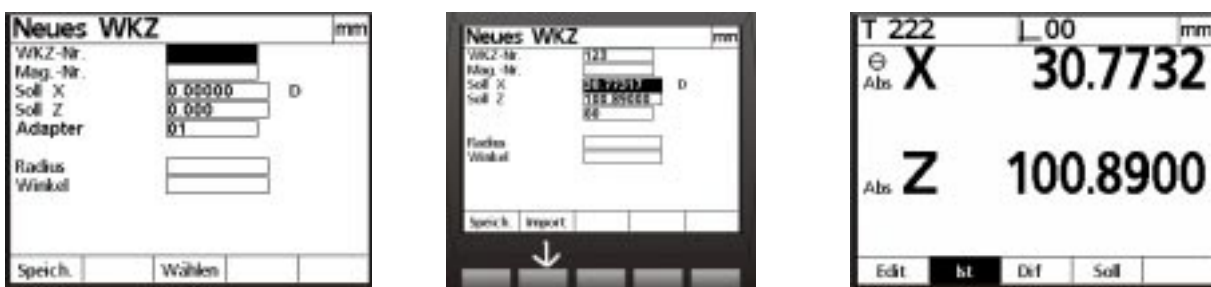 Neues WKZ mm
WKZ-Nr.
Mag.-Nr.
Soll X 0.00000 D
Soll Z 0.000
Adapter 01
Radius
Winkel
Speich. Wählen
Neues WKZ mm
WKZ-Nr. 123
Mag.-Nr.
Soll X 30.77317 D
Soll Z 100.89000
00
Radius
Winkel
Speich. Import
T 222 00 mm
Abs X 30.7732
Abs Z 100.8900
Edit Ist Dif Soll